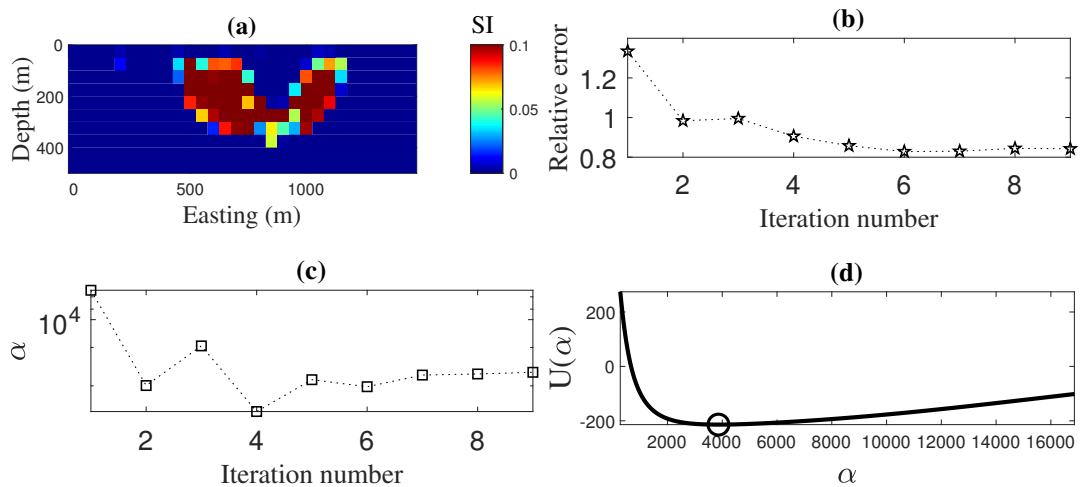 (a)
SI
0
200
400
Depth (m)
0
500
1000
Easting (m)
0.1
0.05
0
(b)
Relative error
1.2
1
0.8
2
4
6
8
Iteration number
(c)
α
10⁴
2
4
6
8
Iteration number
(d)
U(α)
200
0
-200
2000 4000 6000 8000 10000 12000 14000 16000
α